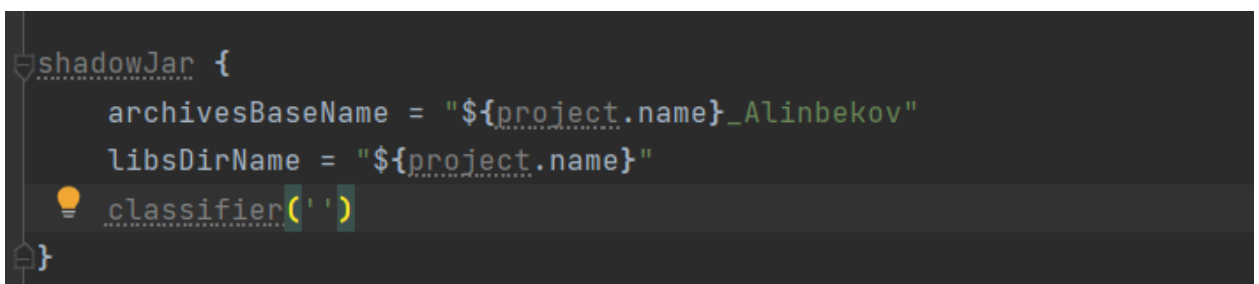 shadowJar {
    archivesBaseName = "${project.name}_Alinbekov"
    libsDirName = "${project.name}"
    classifier('')
}